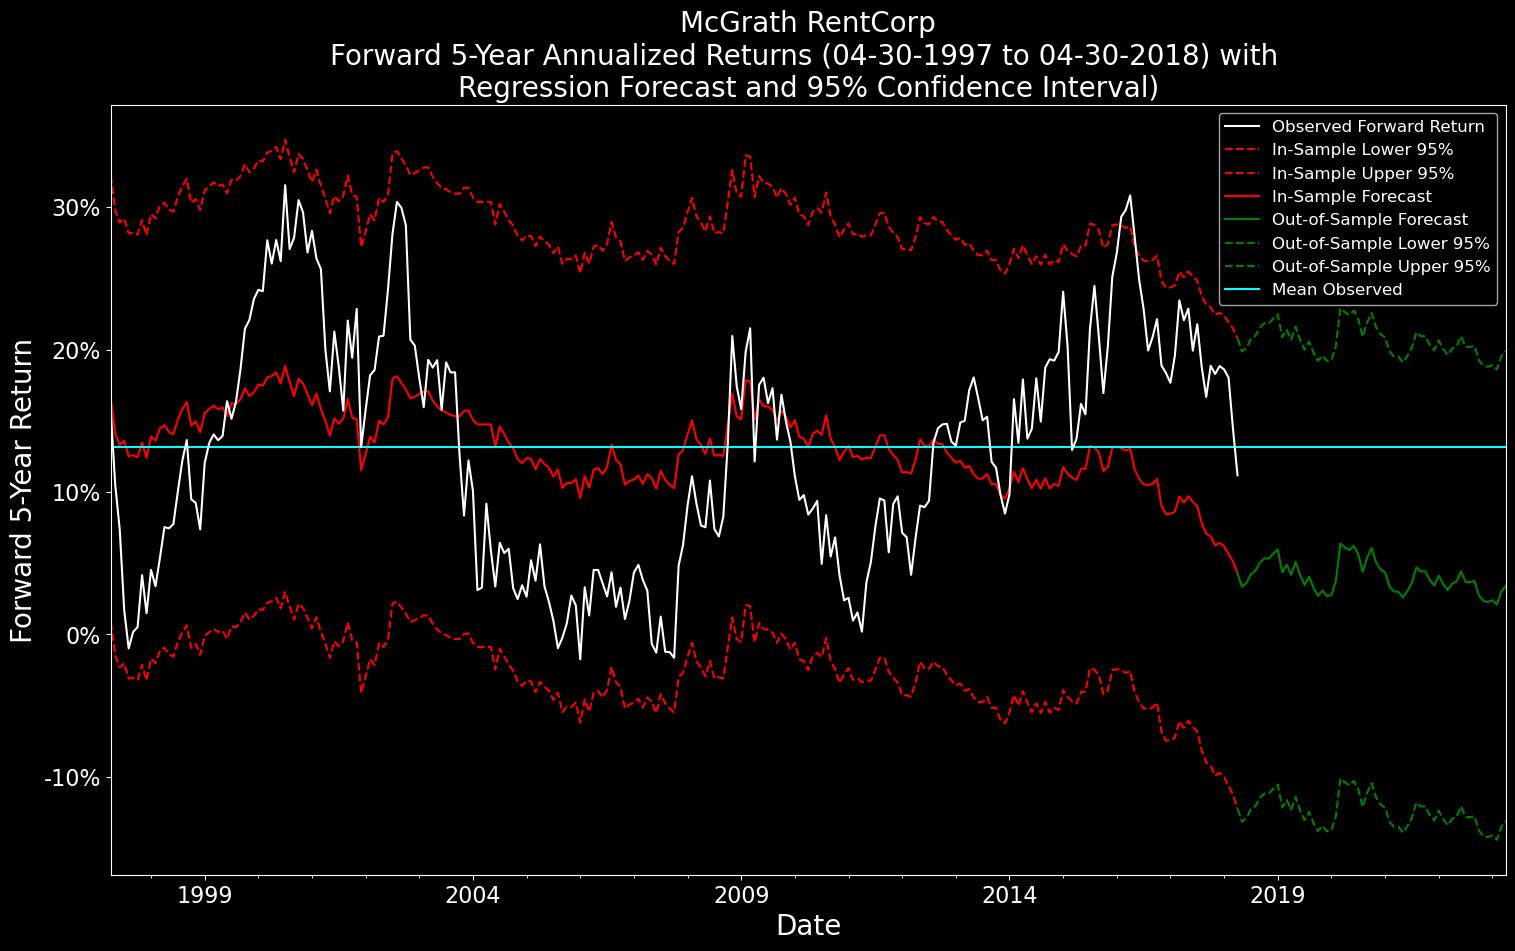 McGrath RentCorp
Forward 5-Year Annualized Returns (04-30-1997 to 04-30-2018) with
Regression Forecast and 95% Confidence Interval)
Observed Forward Return
In-Sample Lower 95%
In-Sample Upper 95%
In-Sample Forecast
Out-of-Sample Forecast
Out-of-Sample Lower 95%
Out-of-Sample Upper 95%
Mean Observed
Forward 5-Year Return
30%
20%
10%
0%
-10%
1999
2004
2009
2014
2019
Date